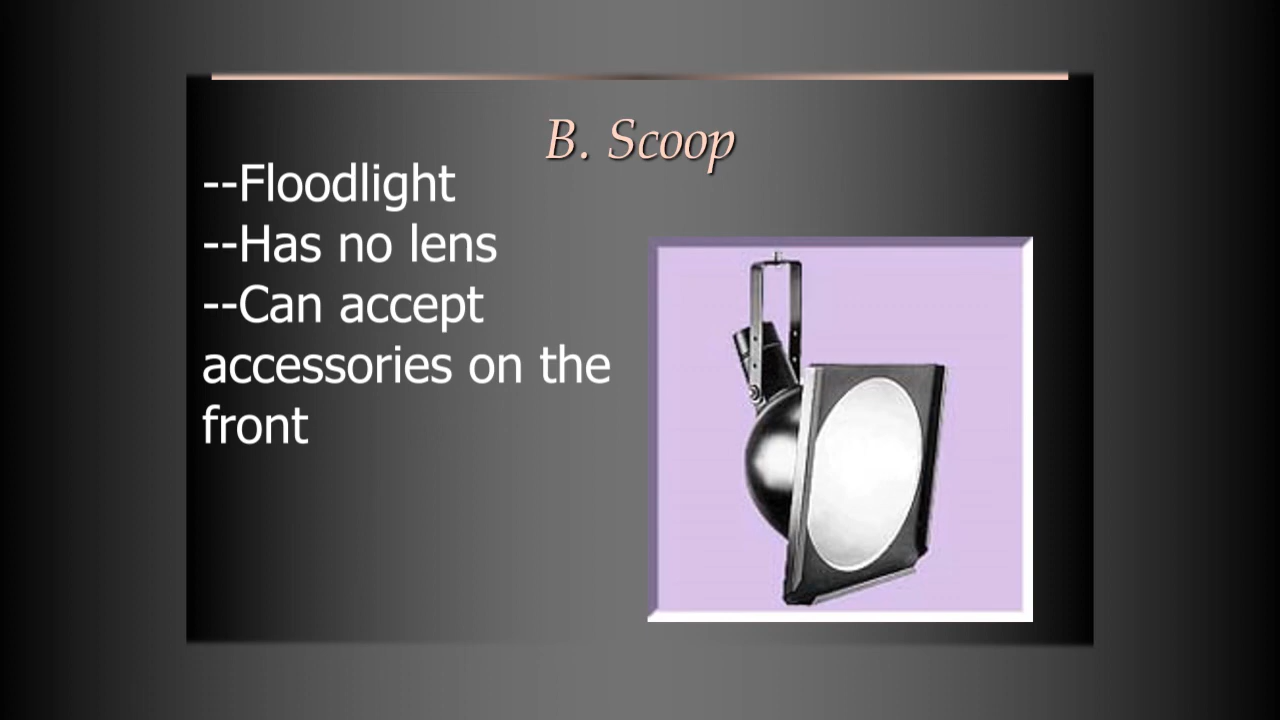 B. Scoop
--Floodlight
--Has no lens
--Can accept
accessories on the
front